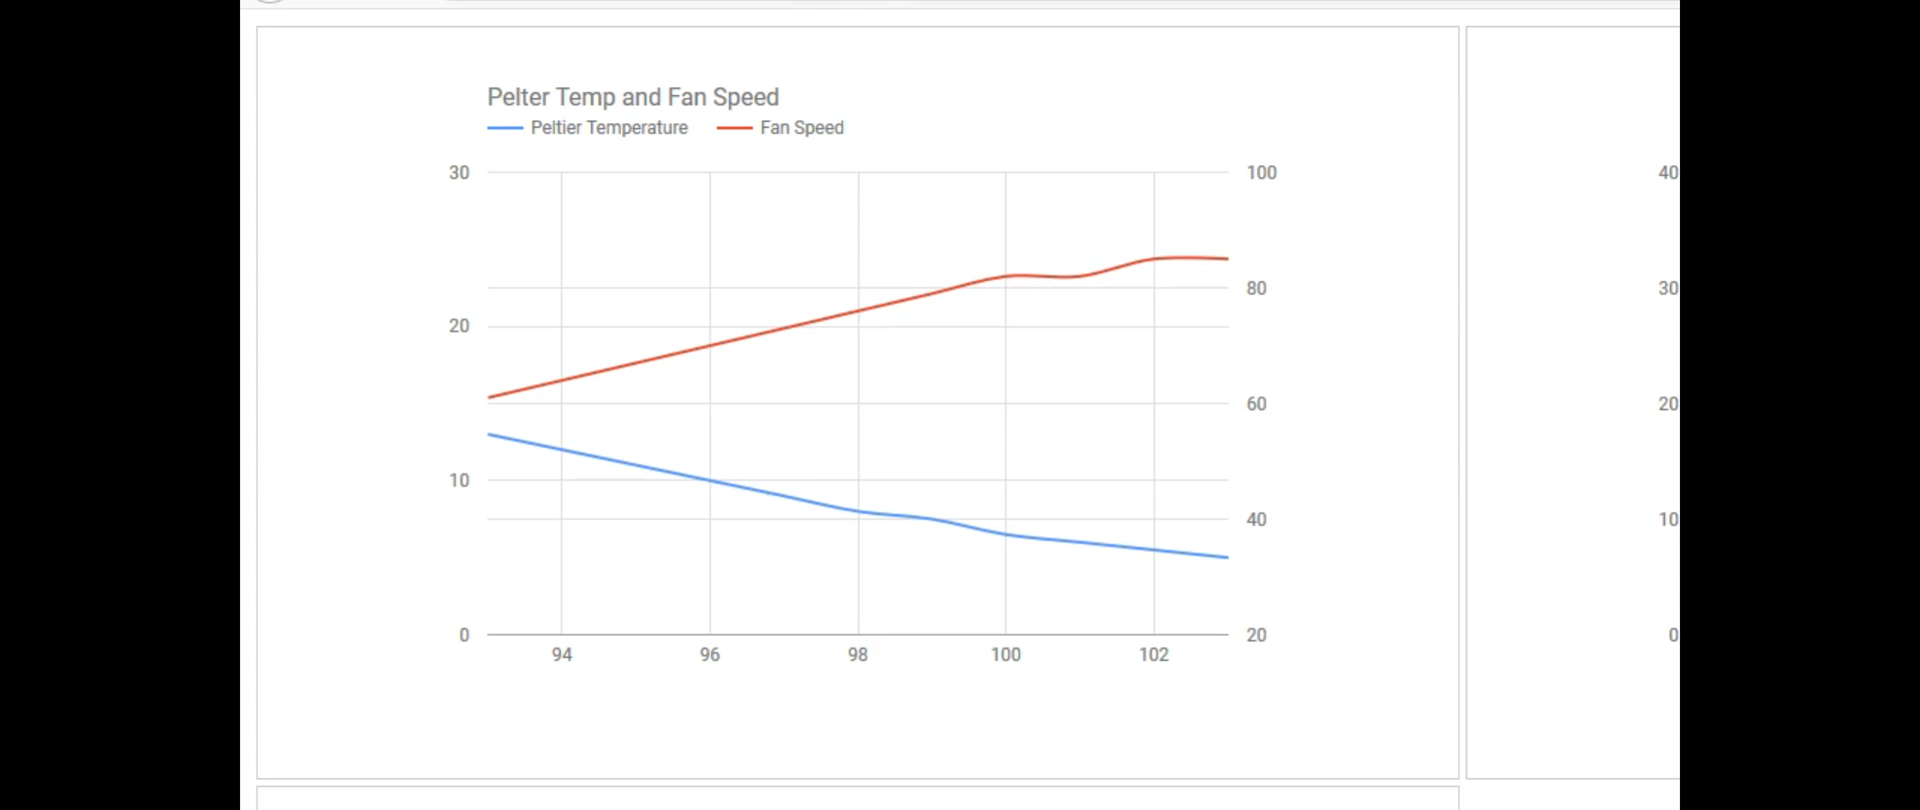 Pelter Temp and Fan Speed
Peltier Temperature Fan Speed
30 100 40
80 30
20
60 20
10
40 10
0 20 0
94 96 98 100 102